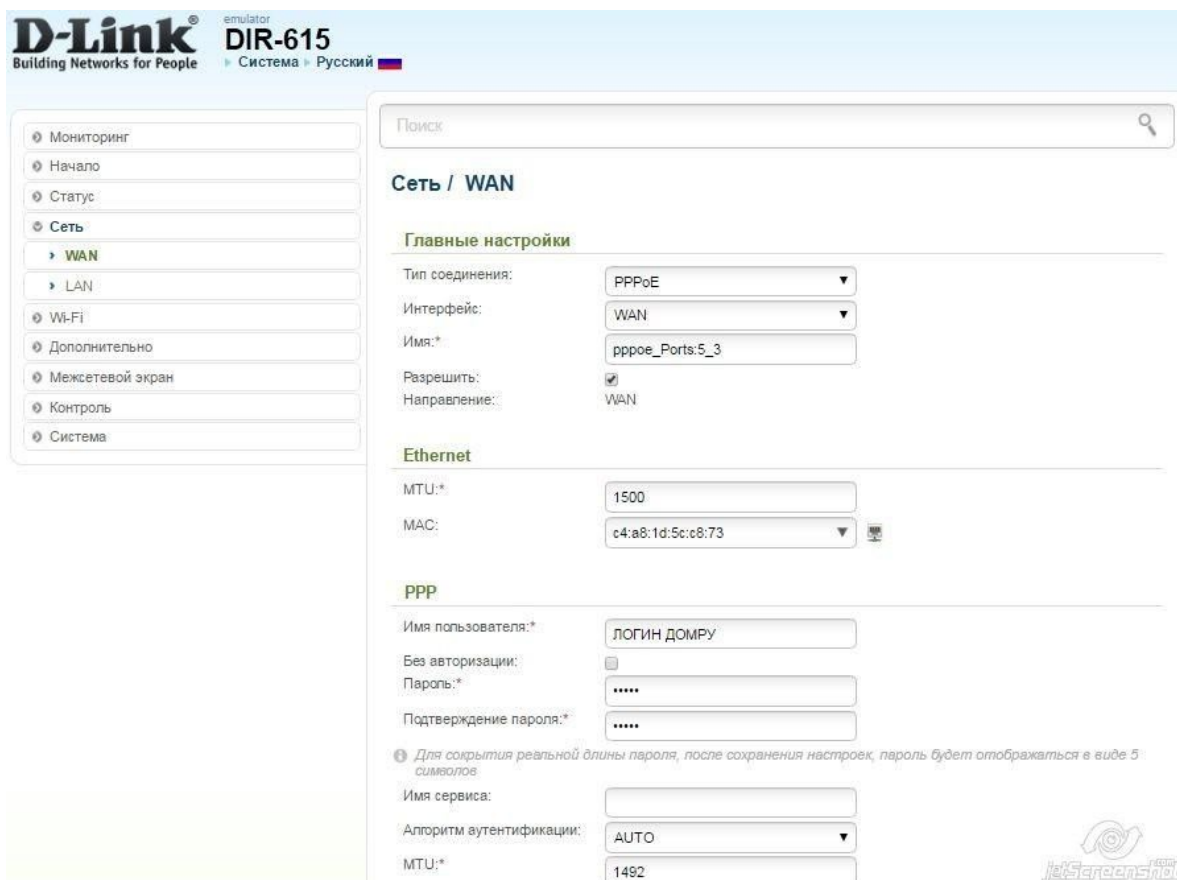 D-Link®
Building Networks for People
emulator
DIR-615
Система Русский
Мониторинг
Начало
Статус
Сеть
WAN
LAN
Wi-Fi
Дополнительно
Межсетевой экран
Контроль
Система
Поиск
Сеть / WAN
Главные настройки
Тип соединения: PPPoE
Интерфейс: WAN
Имя:* pppoe_Ports:5_3
Разрешить:
Направление: WAN
Ethernet
MTU:* 1500
MAC: c4:a8:1d:5c:c8:73
PPP
Имя пользователя:* ЛОГИН ДОМРУ
Без авторизации:
Пароль:* •••••
Подтверждение пароля:* •••••
Для сокрытия реальной длины пароля, после сохранения настроек, пароль будет отображаться в виде 5
символов
Имя сервиса:
Алгоритм аутентификации: AUTO
MTU:* 1492
jetScreenshot.com